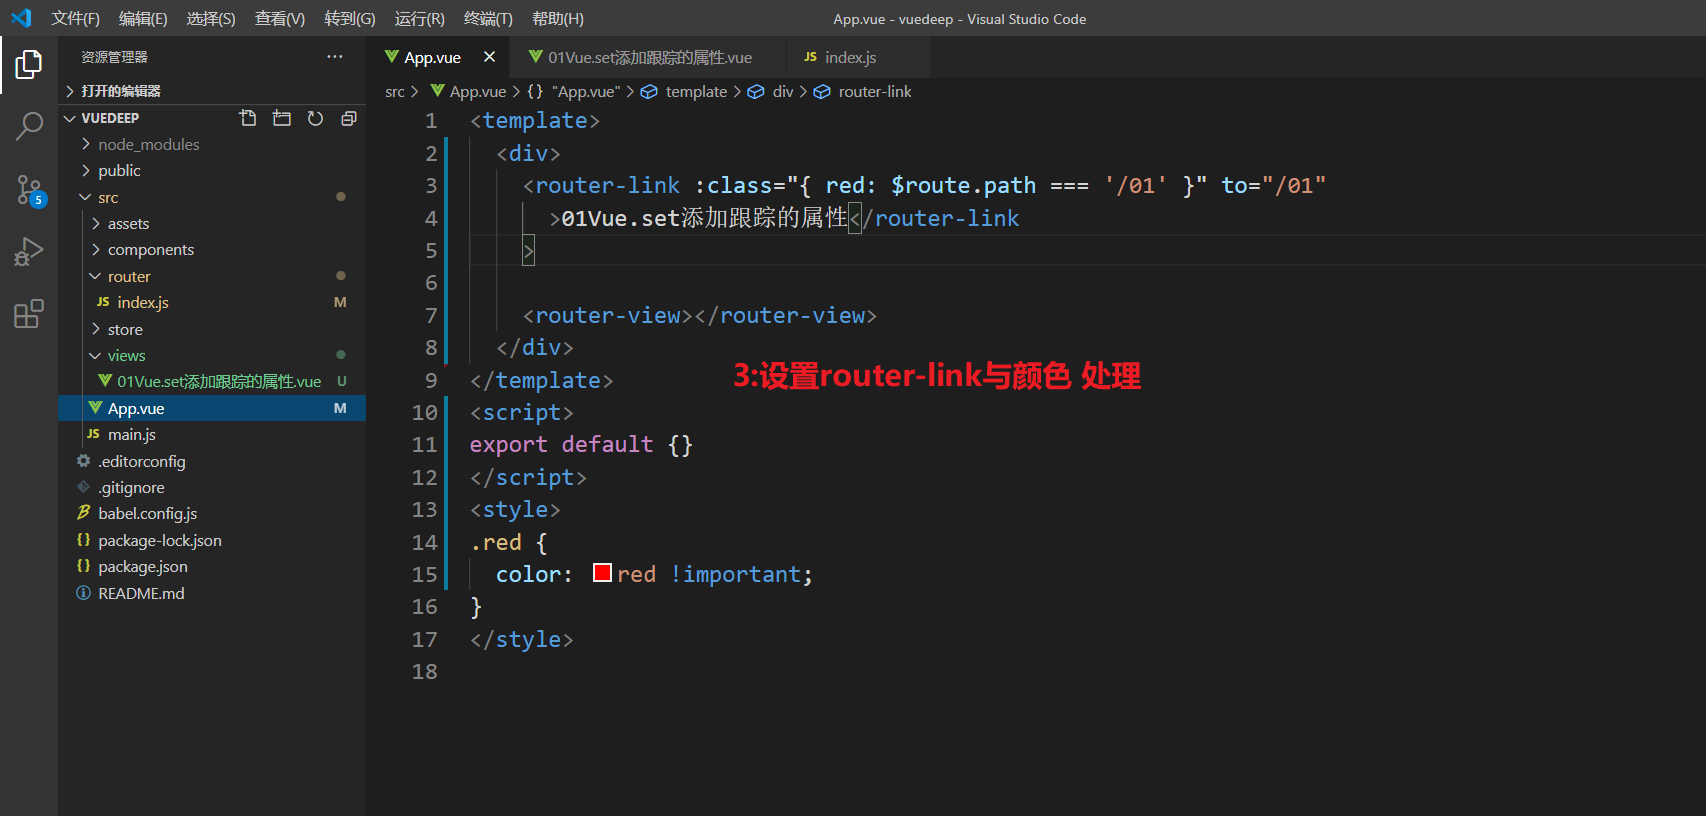 文件(F) 编辑(E) 选择(S) 查看(V) 转到(G) 运行(R) 终端(T) 帮助(H) App.vue - vuedeep - Visual Studio Code
资源管理器 ···
打开的编辑器
VUEDEEP
node_modules
public
src
assets
components
router
JS index.js M
store
views
01Vue.set添加跟踪的属性.vue U
App.vue M
JS main.js
.editorconfig
.gitignore
babel.config.js
{} package-lock.json
{} package.json
README.md
5
App.vue × 01Vue.set添加跟踪的属性.vue JS index.js
src > App.vue > {} "App.vue" > template > div > router-link
1 <template>
2 <div>
3 <router-link :class="{ red: $route.path === '/01' }" to="/01"
4 >01Vue.set添加跟踪的属性</router-link
5 >
6
7 <router-view></router-view>
8 </div>
9 </template>
10 <script>
11 export default {}
12 </script>
13 <style>
14 .red {
15 color: red !important;
16 }
17 </style>
18
3:设置router-link与颜色 处理